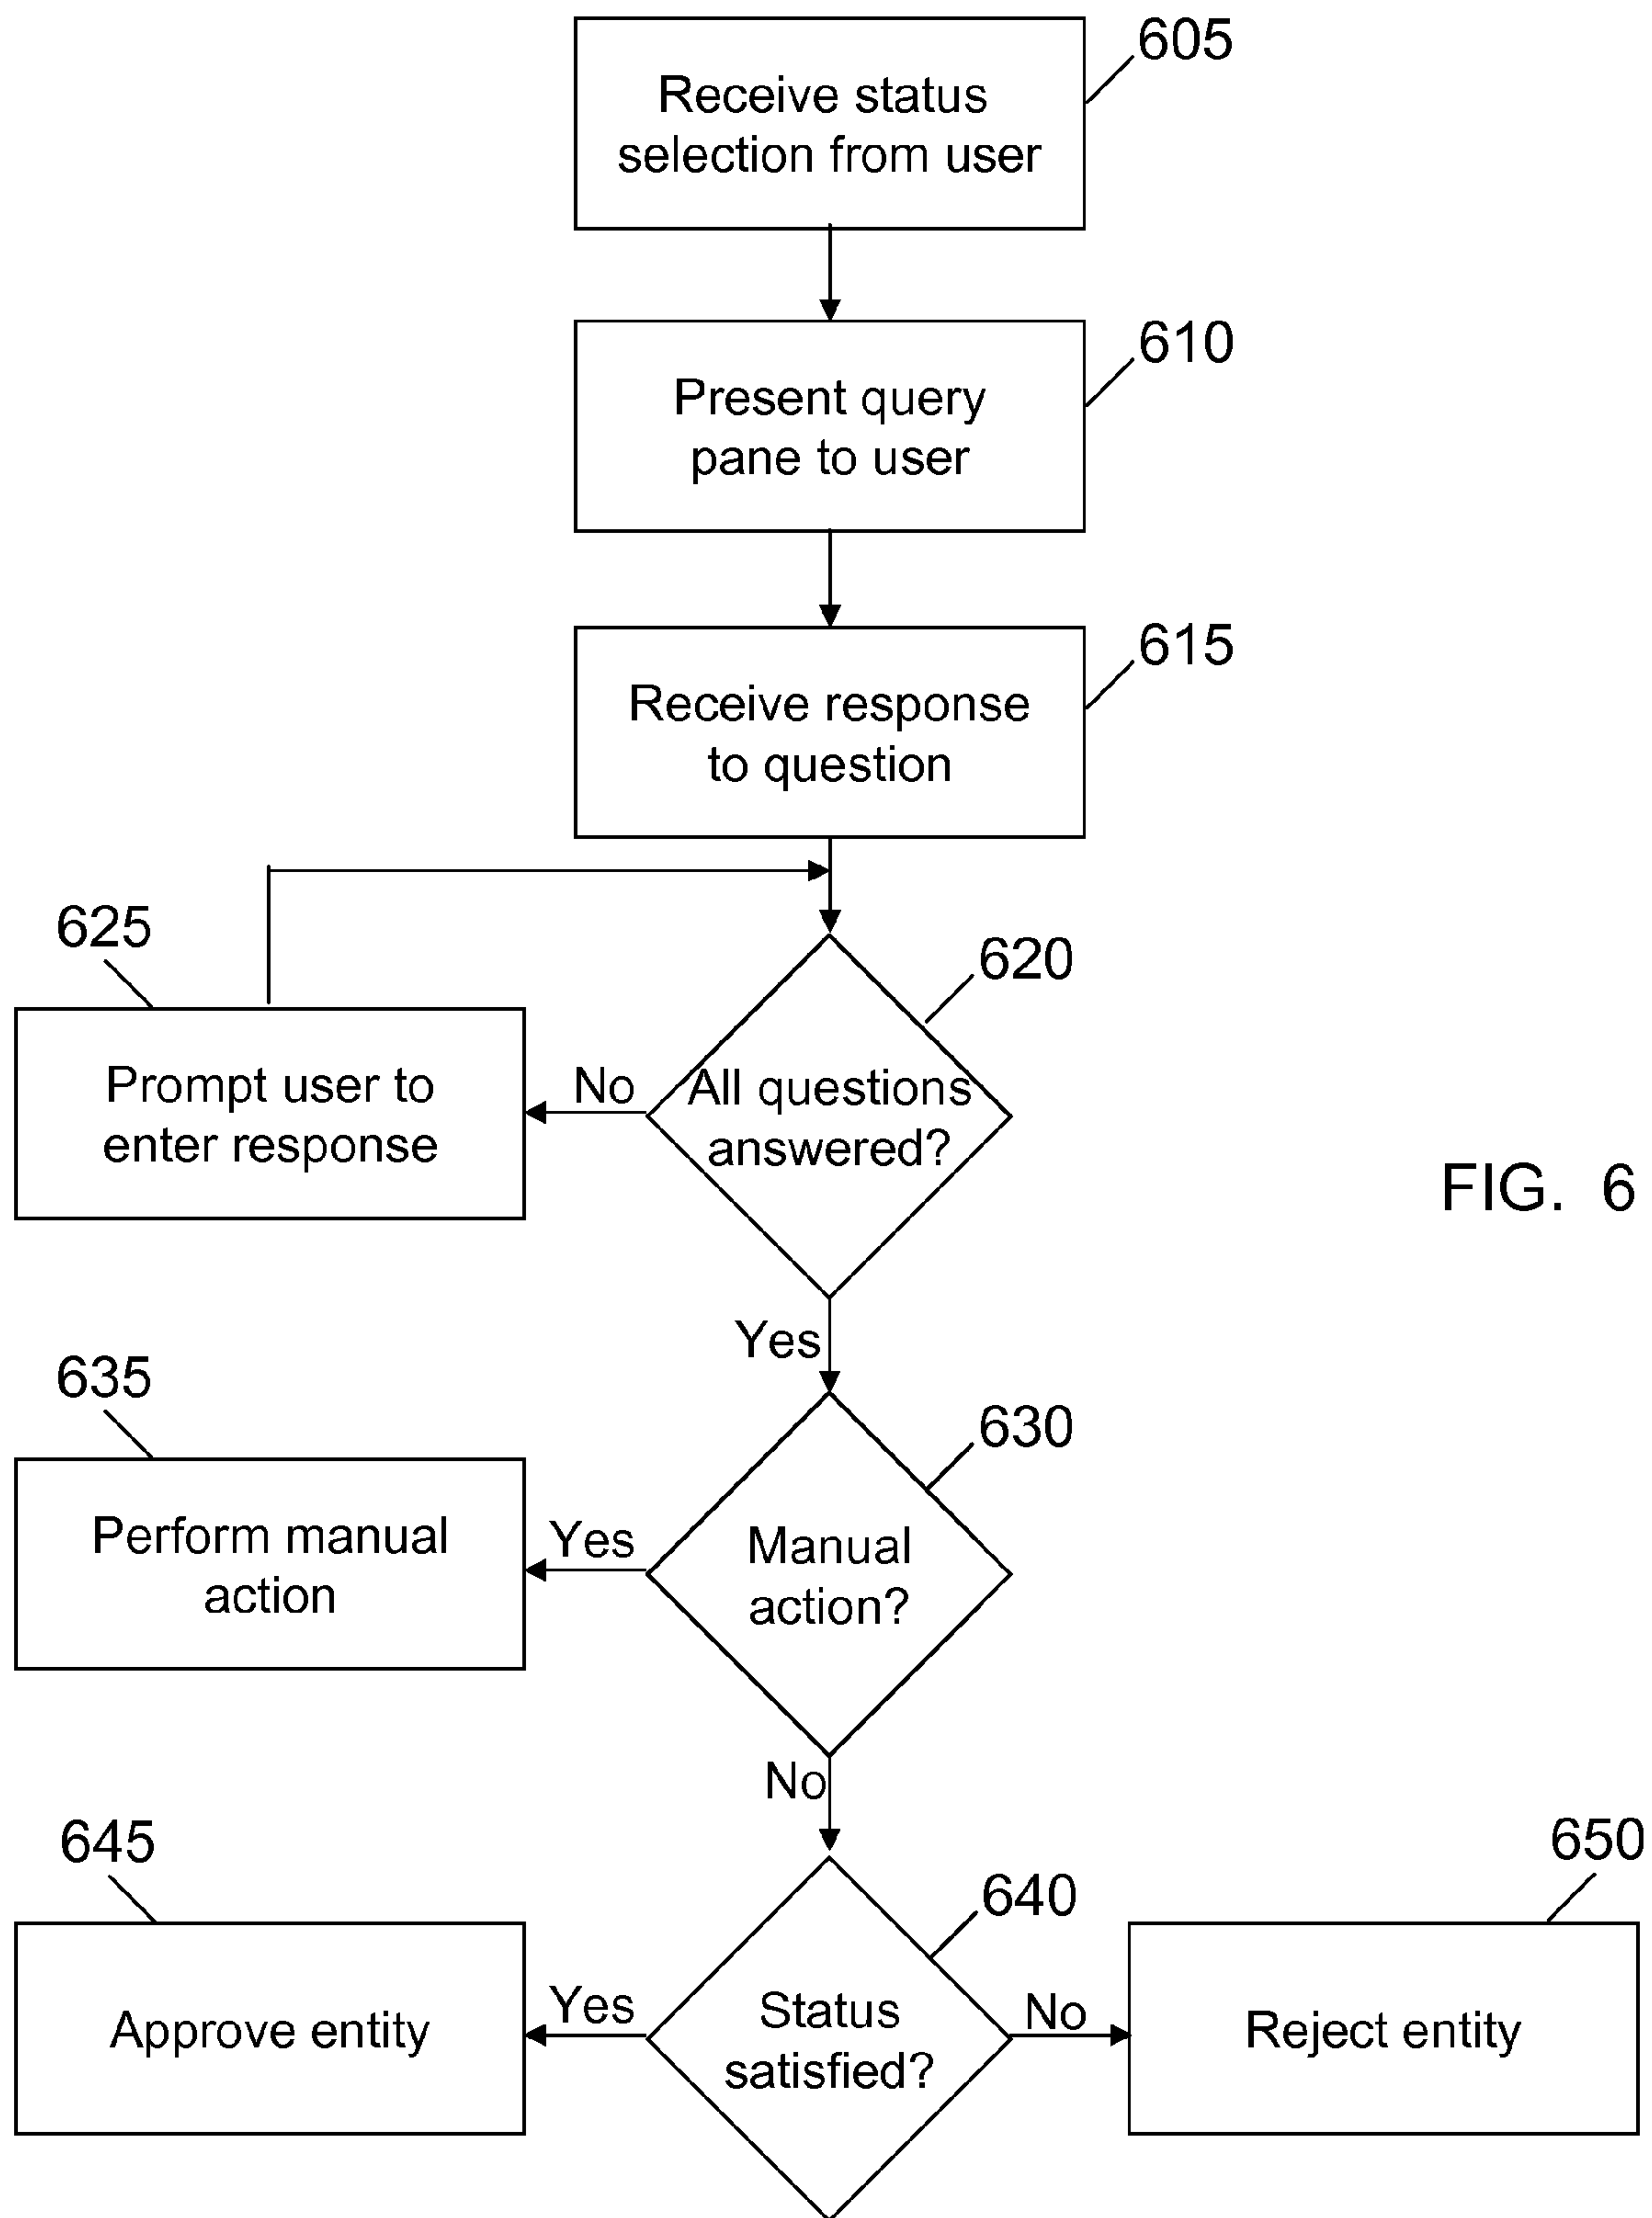 605
Receive status
selection from user
610
Present query
pane to user
615
Receive response
to question
625
620
Prompt user to
enter response
No
All questions
answered?
FIG. 6
Yes
635
630
Perform manual
action
Yes
Manual
action?
No
645
640
650
Approve entity
Yes
Status
satisfied?
No
Reject entity